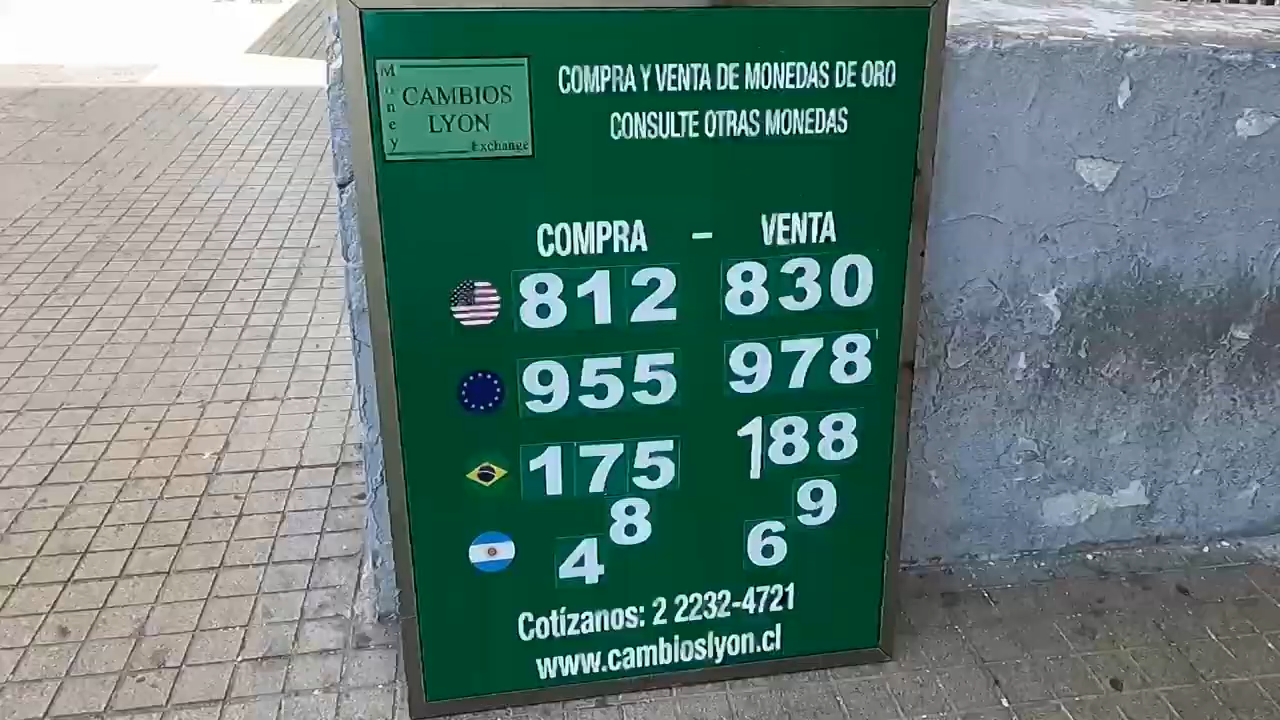 Money
CAMBIOS
LYON
Exchange
COMPRA Y VENTA DE MONEDAS DE ORO
CONSULTE OTRAS MONEDAS
COMPRA – VENTA
812 830
955 978
175 188
4 8 6 9
Cotízanos: 2 2232-4721
www.cambioslyon.cl